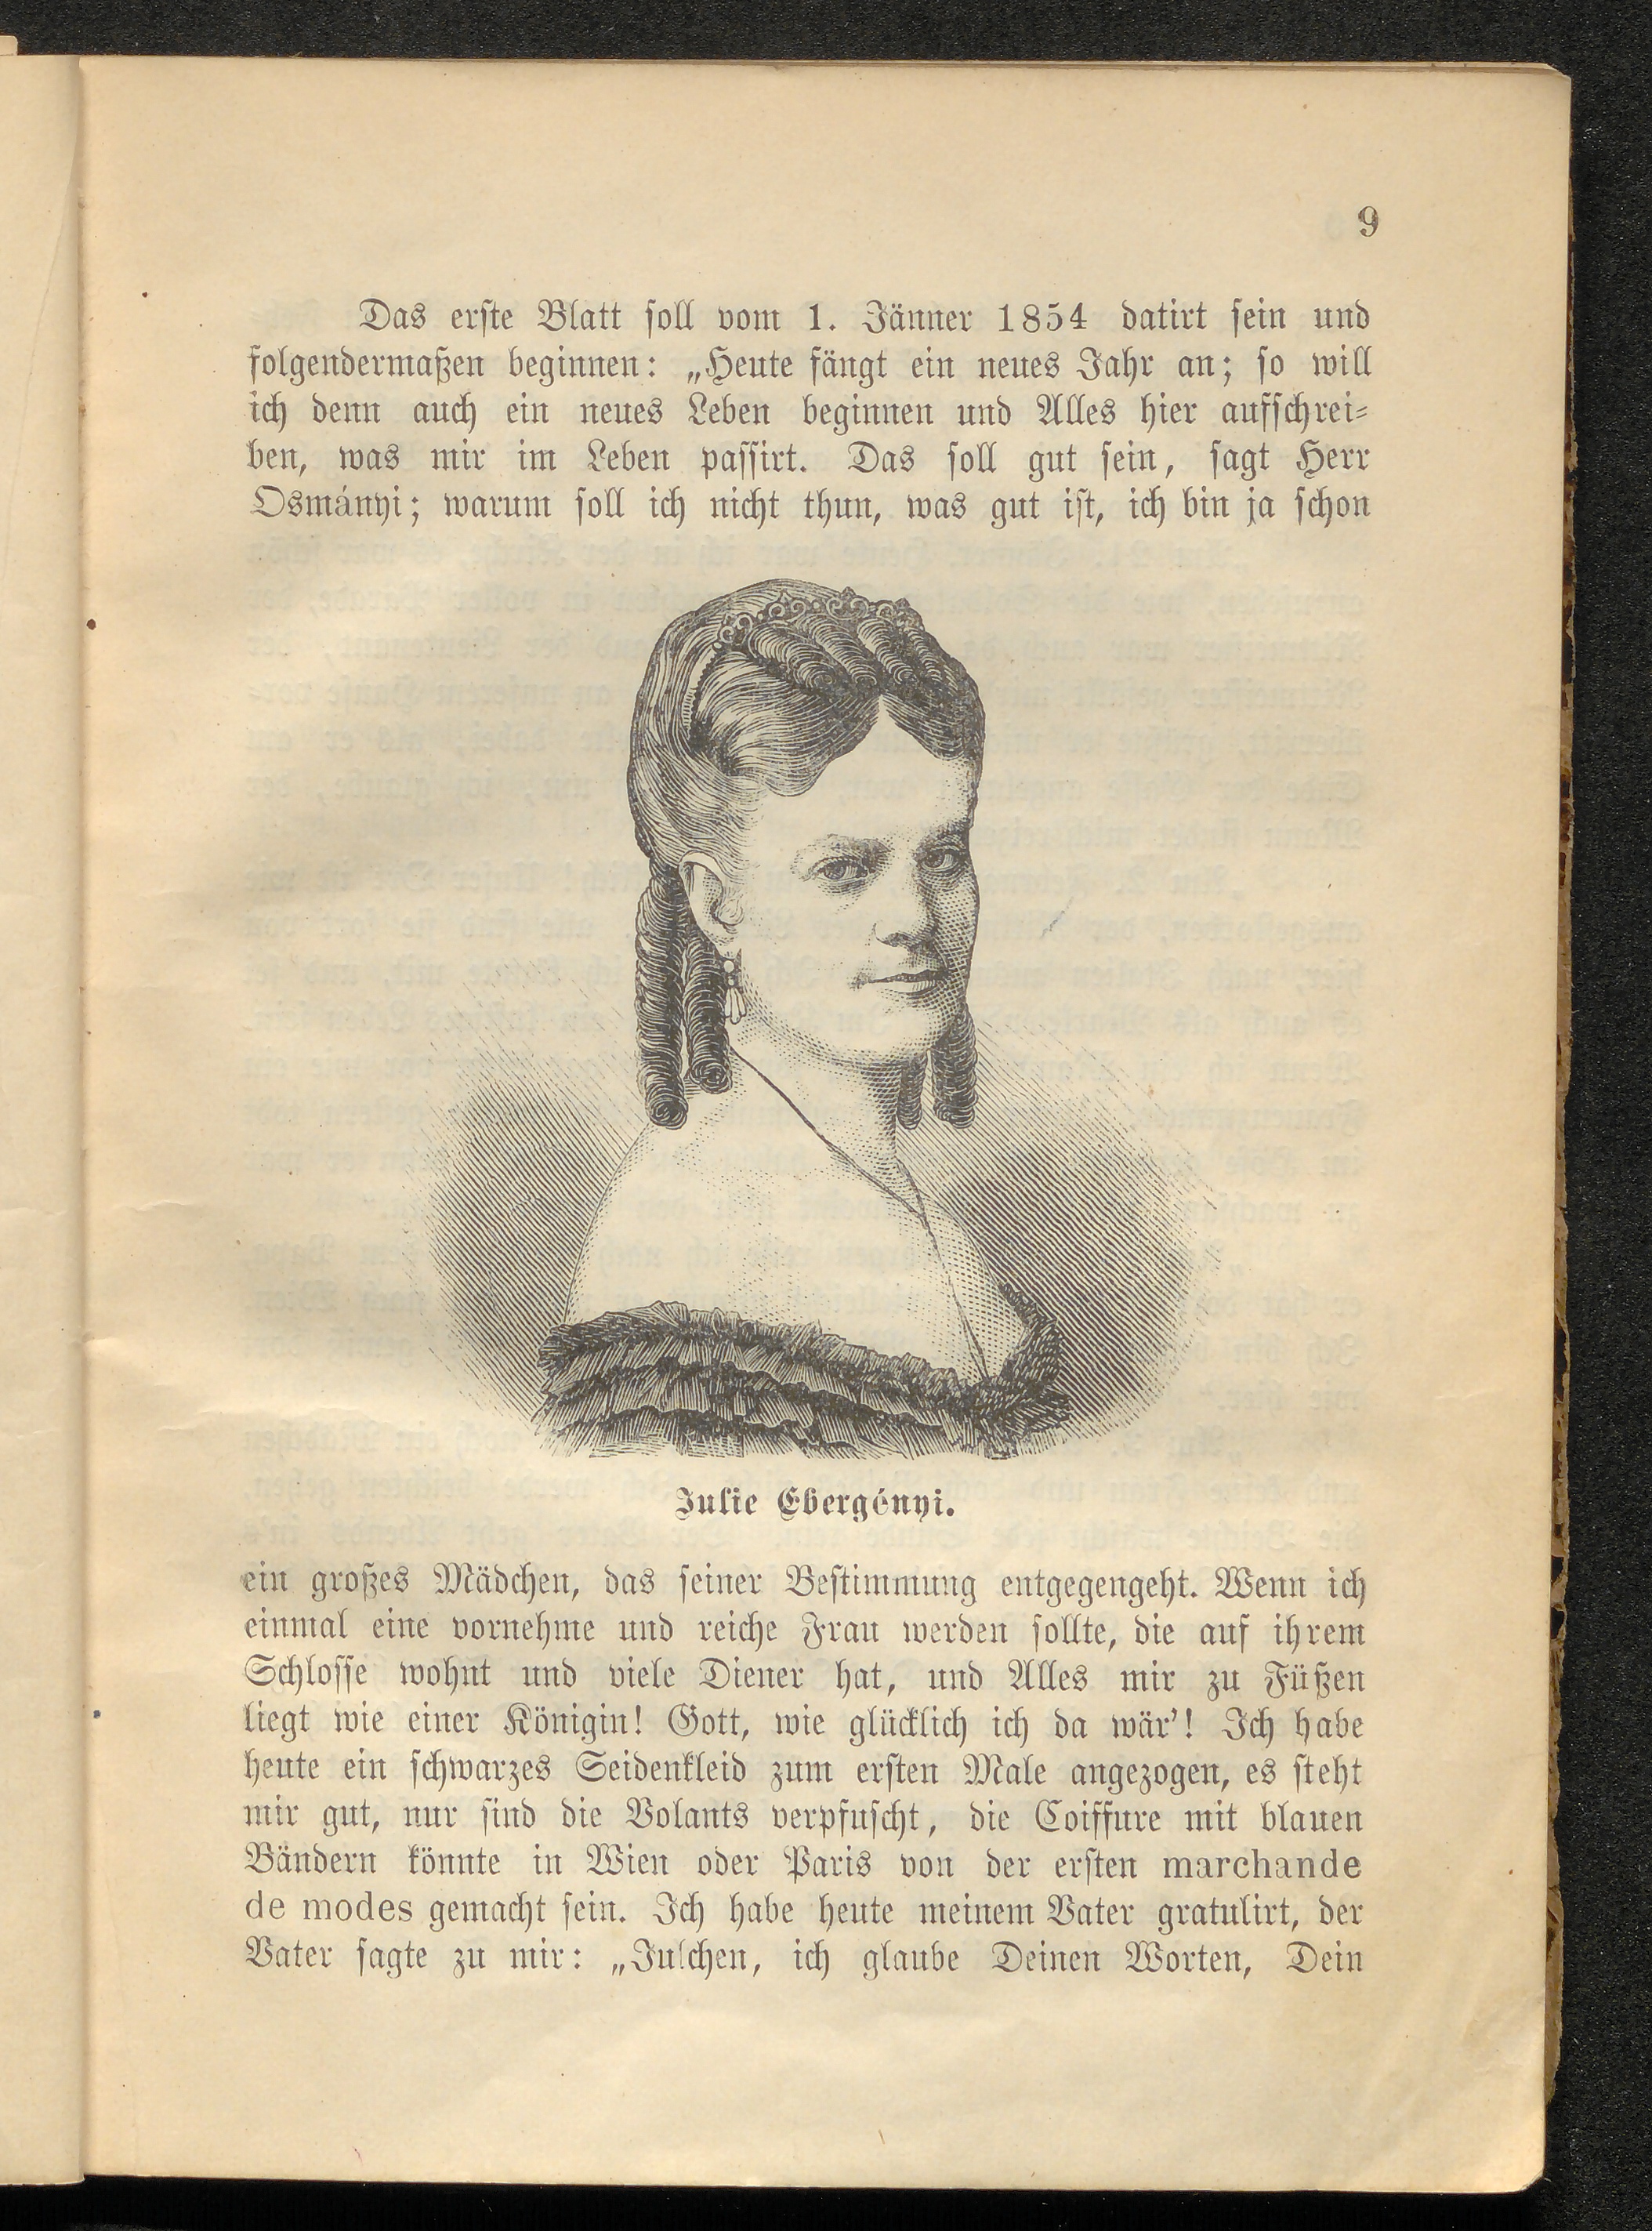 9
Das erste Blatt soll vom 1. Jänner 1854 datirt sein und
folgendermaßen beginnen: „Heute fängt ein neues Jahr an; so will
ich denn auch ein neues Leben beginnen und Alles hier aufschrei-
ben, was mir im Leben passirt. Das soll gut sein, sagt Herr
Osmányi; warum soll ich nicht thun, was gut ist, ich bin ja schon
Julie Ebergényi.
ein großes Mädchen, das seiner Bestimmung entgegengeht. Wenn ich
einmal eine vornehme und reiche Frau werden sollte, die auf ihrem
Schlosse wohnt und viele Diener hat, und Alles mir zu Füßen
liegt wie einer Königin! Gott, wie glücklich ich da wär'! Ich habe
heute ein schwarzes Seidenkleid zum ersten Male angezogen, es steht
mir gut, nur sind die Volants verpfuscht, die Coiffure mit blauen
Bändern könnte in Wien oder Paris von der ersten marchande
de modes gemacht sein. Ich habe heute meinem Vater gratulirt, der
Vater sagte zu mir: „Julchen, ich glaube Deinen Worten, Dein